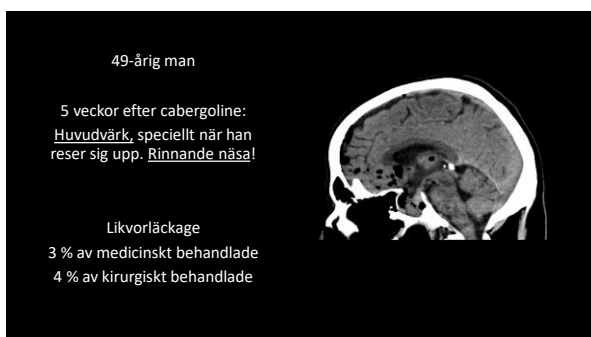 49-årig man
5 veckor efter cabergoline:
Huvudvärk, speciellt när han
reser sig upp. Rinnande näsa!
Likvorläckage
3 % av medicinskt behandlade
4 % av kirurgiskt behandlade